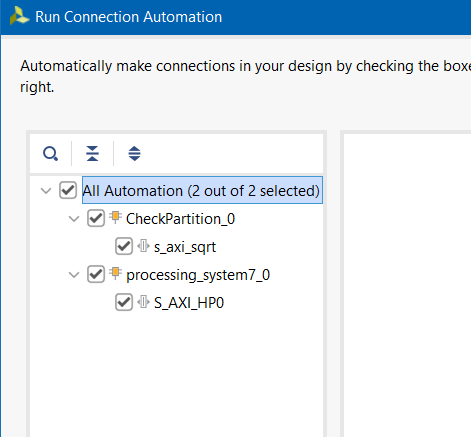 Run Connection Automation
Automatically make connections in your design by checking the boxe
right.
All Automation (2 out of 2 selected)
CheckPartition_0
s_axi_sqrt
processing_system7_0
S_AXI_HP0